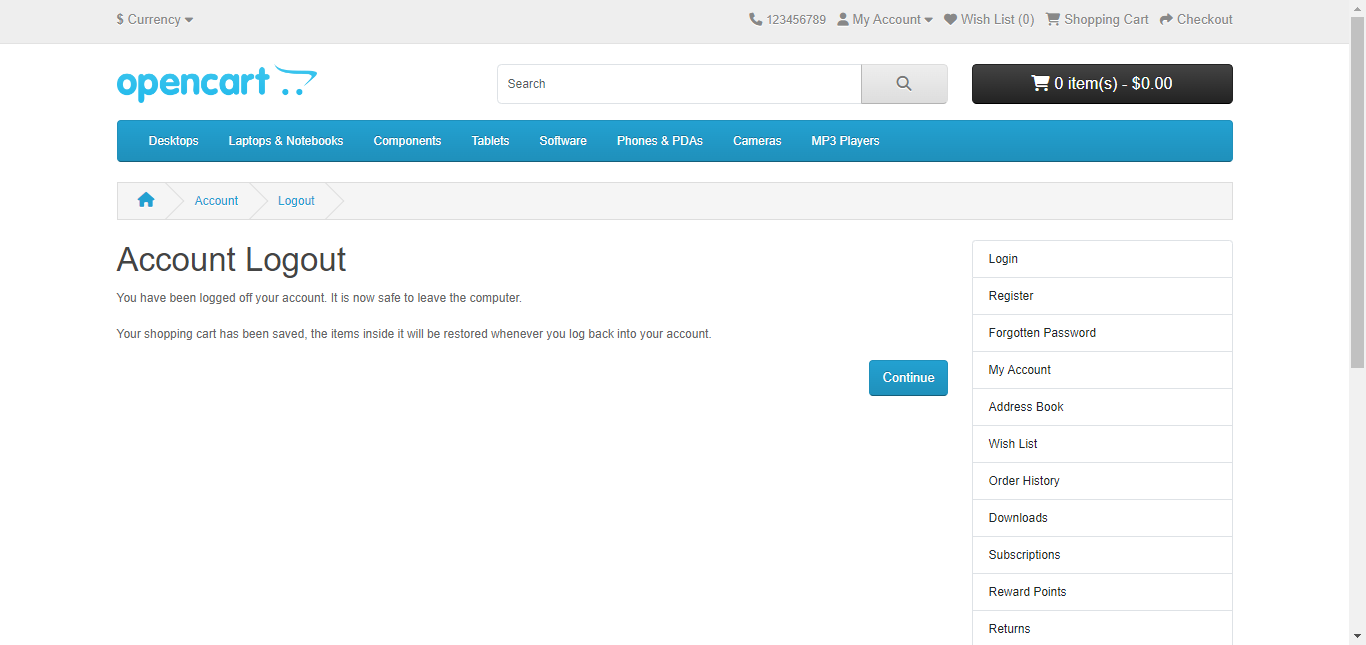 $ Currency
123456789 My Account Wish List (0) Shopping Cart Checkout
opencart
Search
0 item(s) - $0.00
Desktops Laptops & Notebooks Components Tablets Software Phones & PDAs Cameras MP3 Players
Account Logout
Account Logout
You have been logged off your account. It is now safe to leave the computer.
Your shopping cart has been saved, the items inside it will be restored whenever you log back into your account.
Continue
Login
Register
Forgotten Password
My Account
Address Book
Wish List
Order History
Downloads
Subscriptions
Reward Points
Returns